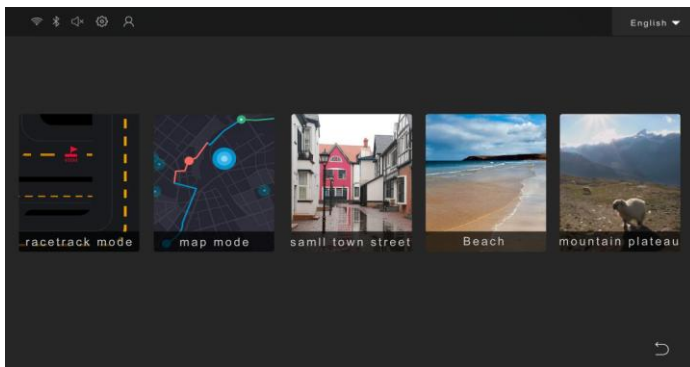 English
racetrack mode
map mode
samll town street
Beach
mountain plateau